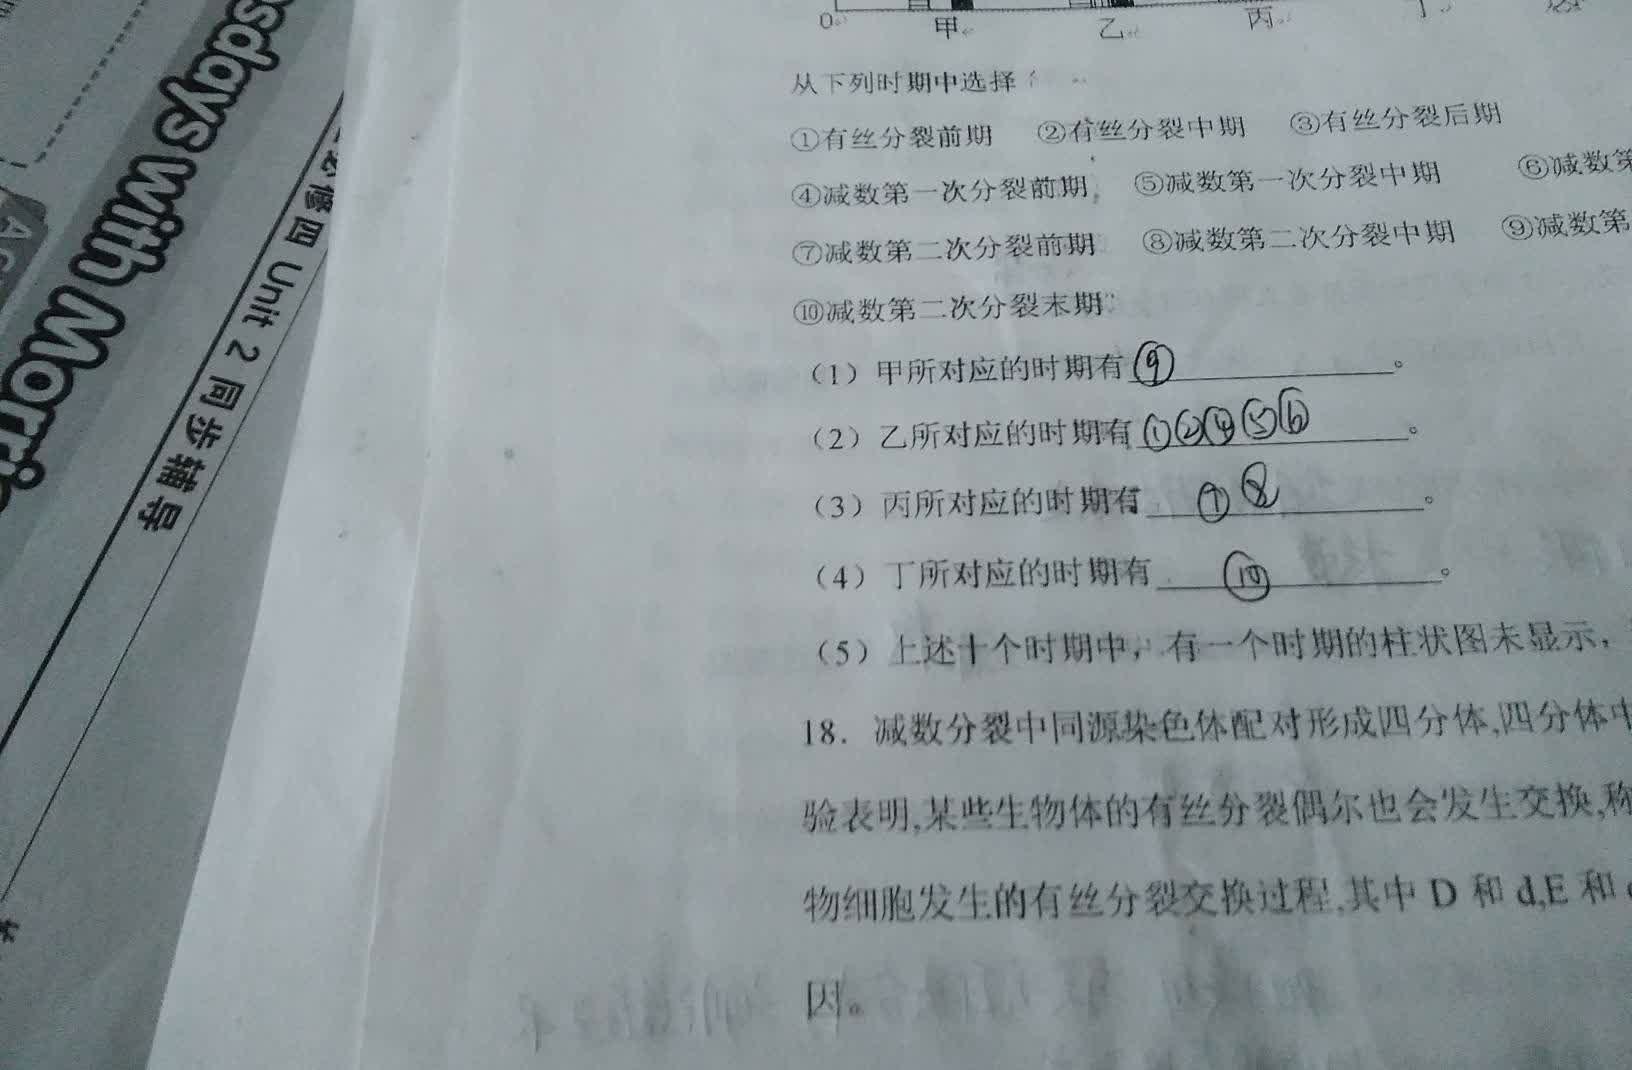 sdays with Morri
必修四 Unit 2 同步辅导
0
甲 乙 丙 丁
从下列时期中选择
①有丝分裂前期 ②有丝分裂中期 ③有丝分裂后期
④减数第一次分裂前期 ⑤减数第一次分裂中期 ⑥减数第
⑦减数第二次分裂前期 ⑧减数第二次分裂中期 ⑨减数第
⑩减数第二次分裂末期
（1）甲所对应的时期有⑨。
（2）乙所对应的时期有①②④⑤⑥。
（3）丙所对应的时期有⑦⑧。
（4）丁所对应的时期有⑩。
（5）上述十个时期中，有一个时期的柱状图未显示，
18. 减数分裂中同源染色体配对形成四分体,四分体中
验表明,某些生物体的有丝分裂偶尔也会发生交换,称
物细胞发生的有丝分裂交换过程,其中 D 和 d,E 和
因。